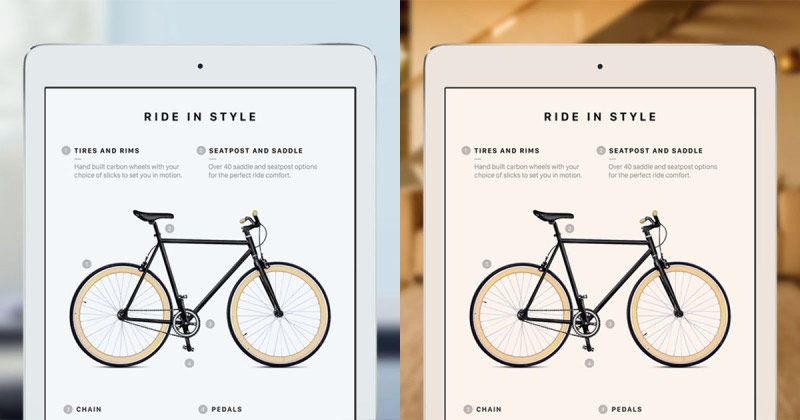 RIDE IN STYLE
1 TIRES AND RIMS
Hand built carbon wheels with your
choice of slicks to set you in motion.
2 SEATPOST AND SADDLE
Over 40 saddle and seatpost options
for the perfect ride comfort.
2
1
3
4
3 CHAIN
4 PEDALS
RIDE IN STYLE
1 TIRES AND RIMS
Hand built carbon wheels with your
choice of slicks to set you in motion.
2 SEATPOST AND SADDLE
Over 40 saddle and seatpost options
for the perfect ride comfort.
2
1
3
4
3 CHAIN
4 PEDALS